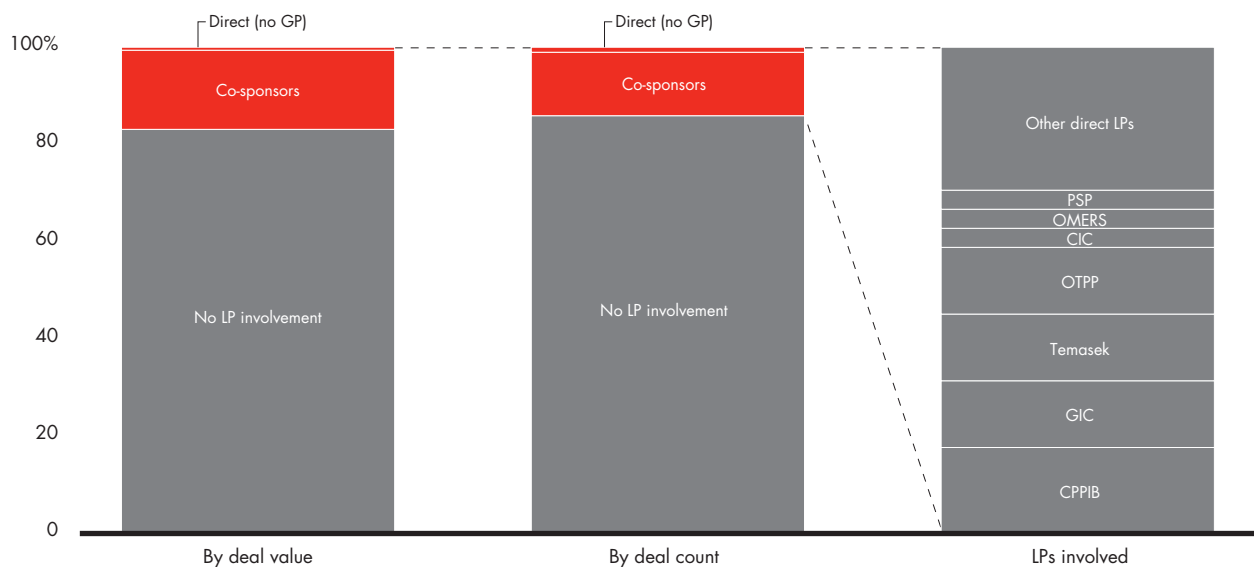 Direct (no GP)
Direct (no GP)
100%
80
60
40
20
0
Co-sponsors
No LP involvement
Co-sponsors
No LP involvement
Other direct LPs
PSP
OMERS
CIC
OTPP
Temasek
GIC
CPPIB
By deal value
By deal count
LPs involved